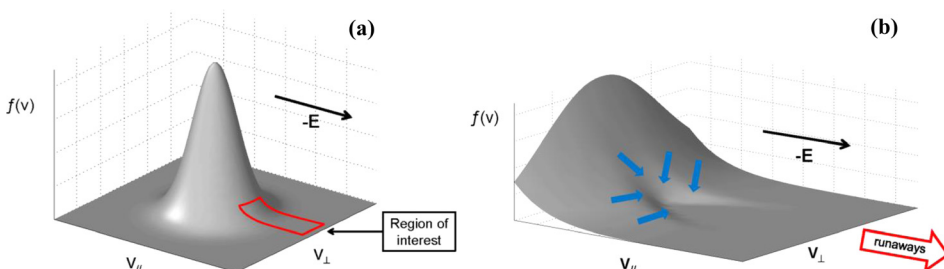 (a)
f(v)
-E
Region of
interest
V//
V⊥
(b)
f(v)
-E
runaways
V//
V⊥